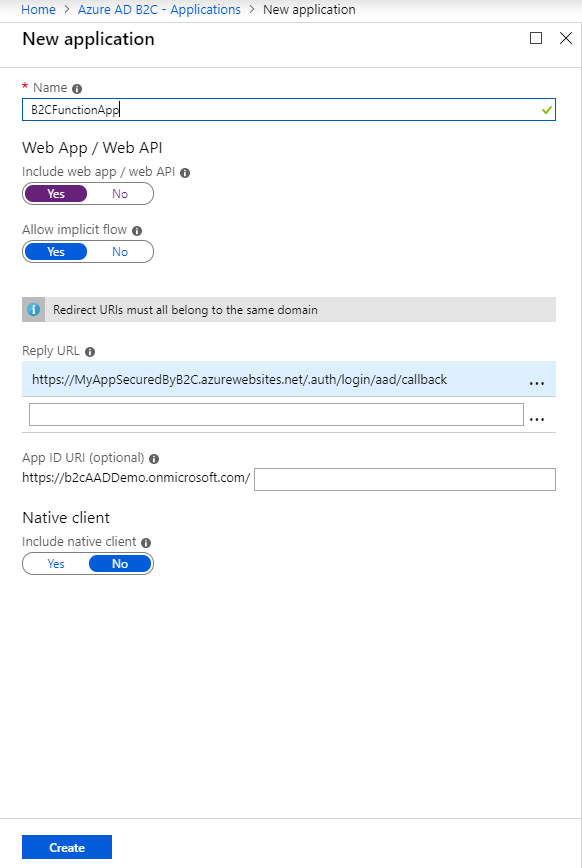 Home > Azure AD B2C - Applications > New application
New application
* Name
B2CFunctionApp
Web App / Web API
Include web app / web API
Yes No
Allow implicit flow
Yes No
Redirect URIs must all belong to the same domain
Reply URL
https://MyAppSecuredByB2C.azurewebsites.net/.auth/login/aad/callback ...
...
App ID URI (optional)
https://b2cAADDemo.onmicrosoft.com/
Native client
Include native client
Yes No
Create